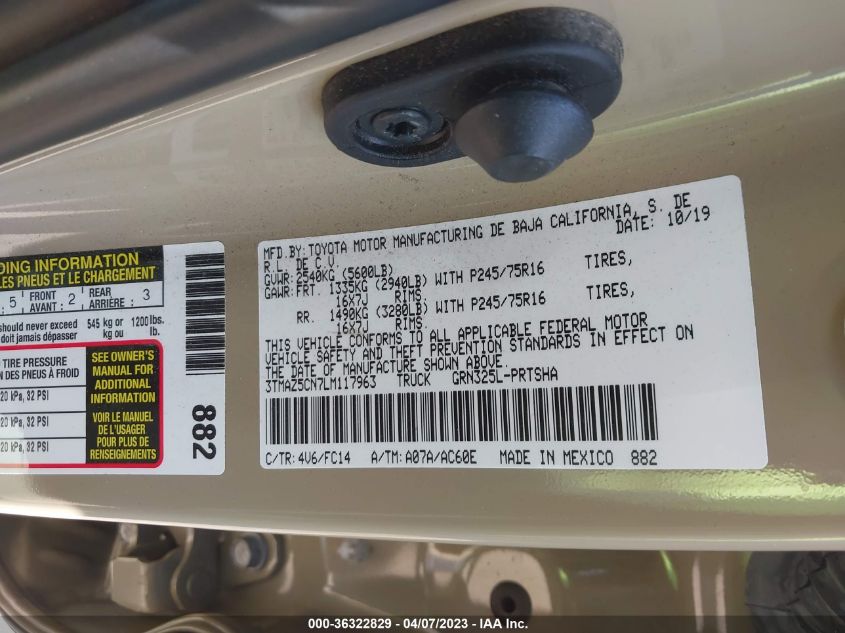 MFD.BY:TOYOTA MOTOR MANUFACTURING DE BAJA CALIFORNIA, S. DE
R.L. DE C.V. DATE: 10/19
GVWR:2540KG (5600LB)
GAWR:FRT. 1335KG (2940LB) WITH P245/75R16 TIRES,
16X7J RIMS.
RR. 1490KG (3280LB) WITH P245/75R16 TIRES,
16X7J RIMS.
THIS VEHICLE CONFORMS TO ALL APPLICABLE FEDERAL MOTOR
VEHICLE SAFETY AND THEFT PREVENTION STANDARDS IN EFFECT ON
THE DATE OF MANUFACTURE SHOWN ABOVE.
3TMAZ5CN7LM117963 TRUCK GRN325L-PRTSHA
C/TR: 4V6/FC14 A/TM: A07A/AC60E MADE IN MEXICO 882
DING INFORMATION
LES PNEUS ET LE CHARGEMENT
: 5 FRONT AVANT : 2 REAR ARRIÈRE : 3
should never exceed 545 kg or 1200 lbs.
doit jamais dépasser kg ou lb.
TIRE PRESSURE
DES PNEUS À FROID
20 kPa, 32 PSI
20 kPa, 32 PSI
20 kPa, 32 PSI
SEE OWNER'S
MANUAL FOR
ADDITIONAL
INFORMATION
VOIR LE MANUEL
DE L'USAGER
POUR PLUS DE
RENSEIGNEMENTS
882
000-36322829 - 04/07/2023 - IAA Inc.